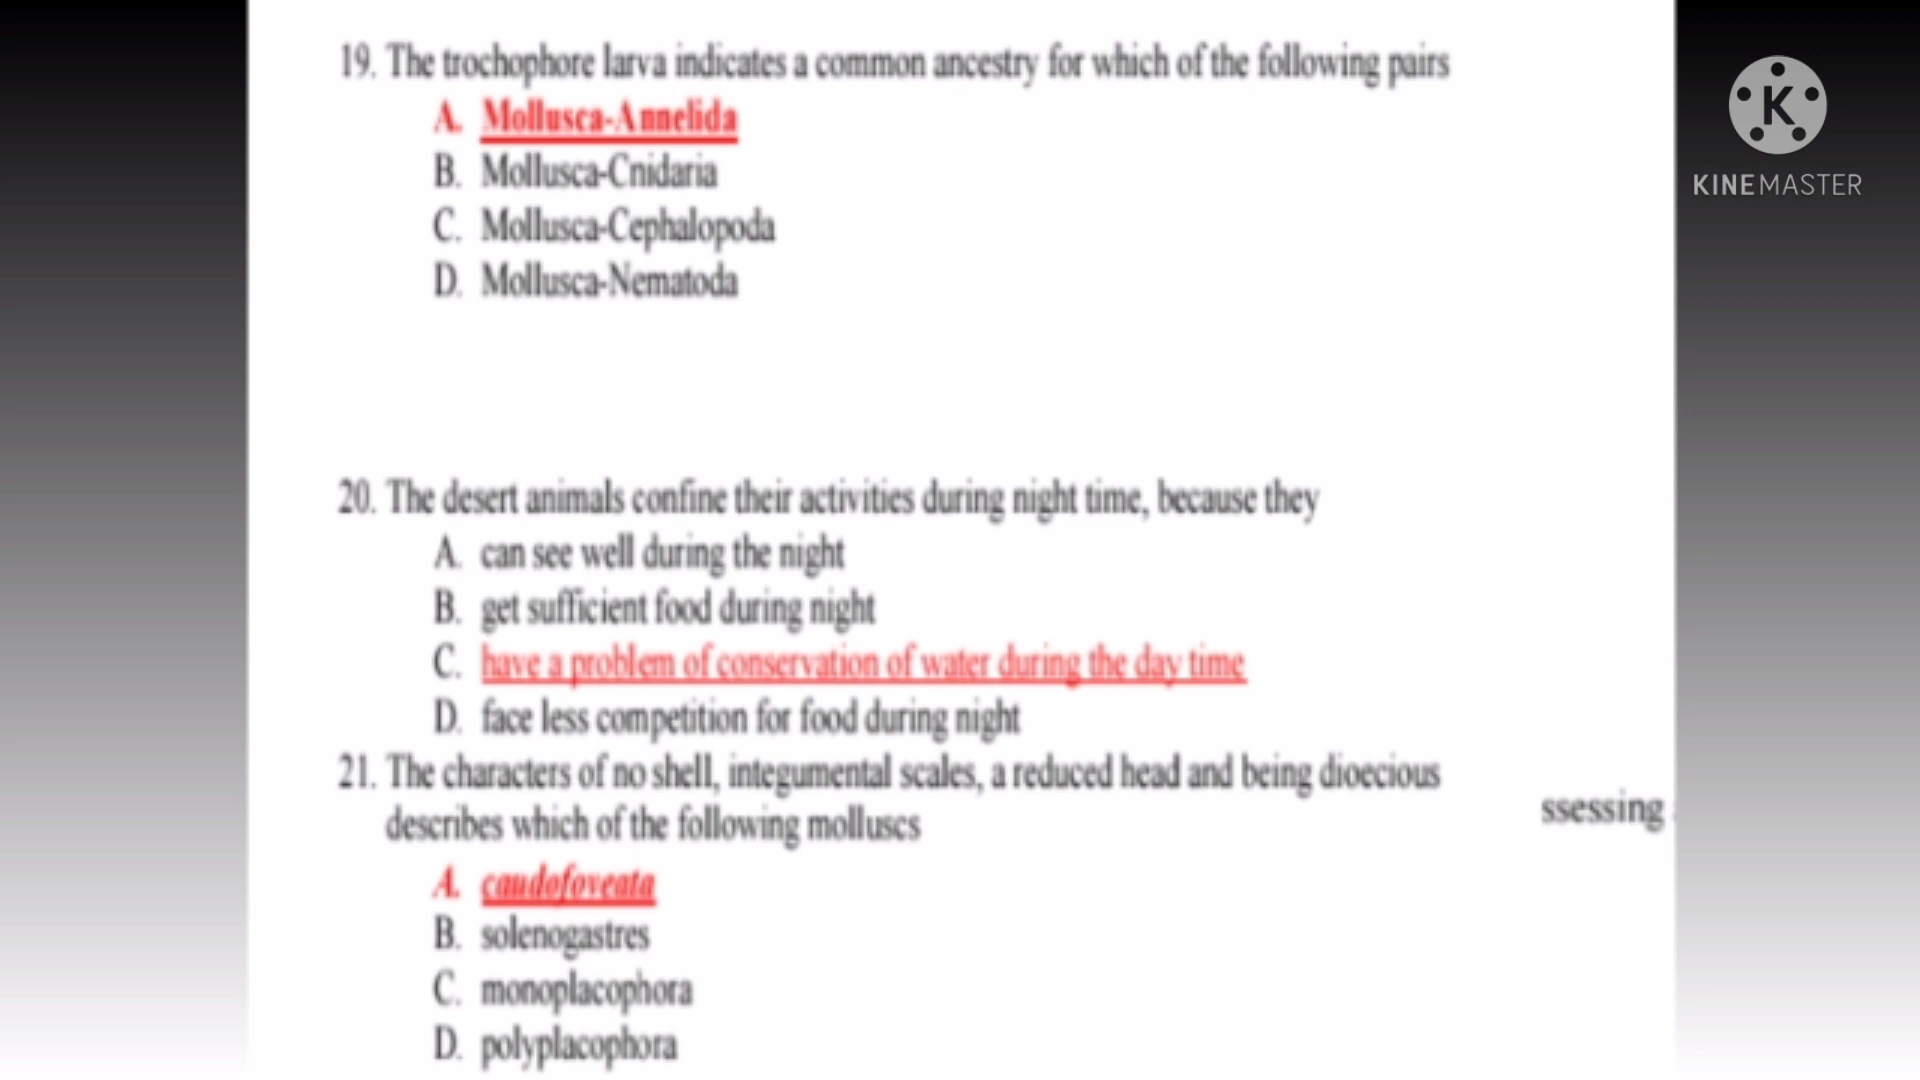 19. The trochophore larva indicates a common ancestry for which of the following pairs
A. Mollusca-Annelida
B. Mollusca-Cnidaria
C. Mollusca-Cephalopoda
D. Mollusca-Nematoda
K
KINEMASTER
20. The desert animals confine their activities during night time, because they
A. can see well during the night
B. get sufficient food during night
C. have a problem of conservation of water during the day time
D. face less competition for food during night
21. The characters of no shell, integumental scales, a reduced head and being dioecious
describes which of the following molluscs
ssessing
A. caudofoveata
B. solenogastres
C. monoplacophora
D. polyplacophora